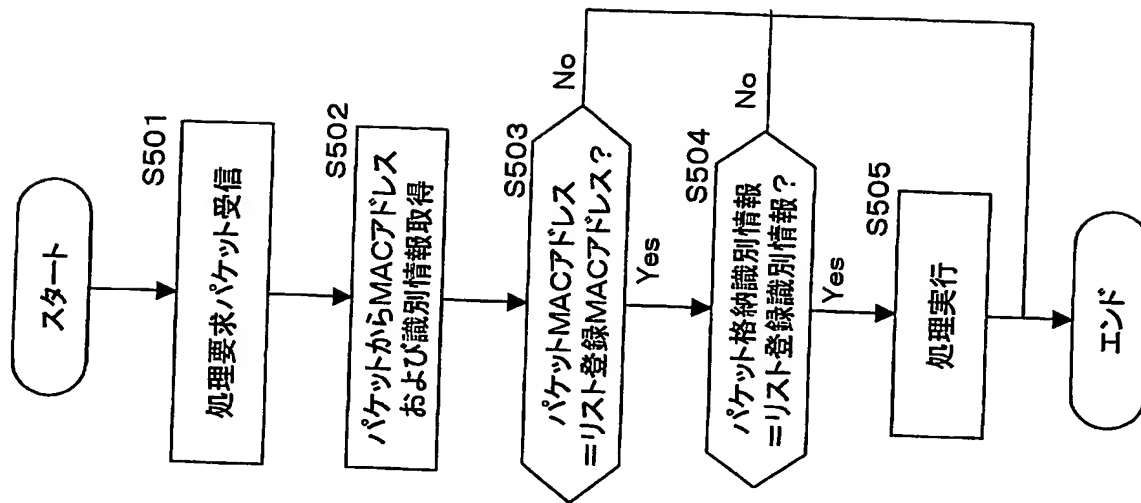 スタート
S501
処理要求パケット受信
S502
パケットからMACアドレス
および識別情報取得
S503
パケットMACアドレス
=リスト登録MACアドレス?
No
Yes
S504
パケット格納識別情報
=リスト登録識別情報?
No
Yes
S505
処理実行
エンド